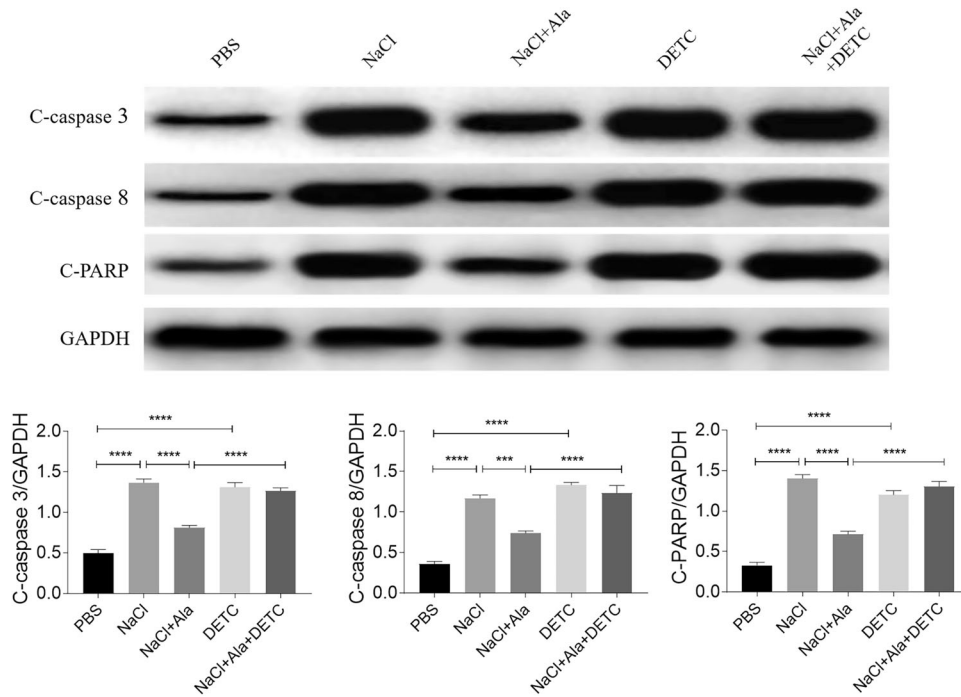 PBS
NaCl
NaCl+Ala
DETC
NaCl+Ala
+DETC
C-caspase 3
C-caspase 8
C-PARP
GAPDH
C-caspase 3/GAPDH
2.0
1.5
1.0
0.5
0.0
****
**** **** ****
PBS
NaCl
NaCl+Ala
DETC
NaCl+Ala+DETC
C-caspase 8/GAPDH
2.0
1.5
1.0
0.5
0.0
****
**** *** ****
PBS
NaCl
NaCl+Ala
DETC
NaCl+Ala+DETC
C-PARP/GAPDH
2.0
1.5
1.0
0.5
0.0
****
**** **** ****
PBS
NaCl
NaCl+Ala
DETC
NaCl+Ala+DETC